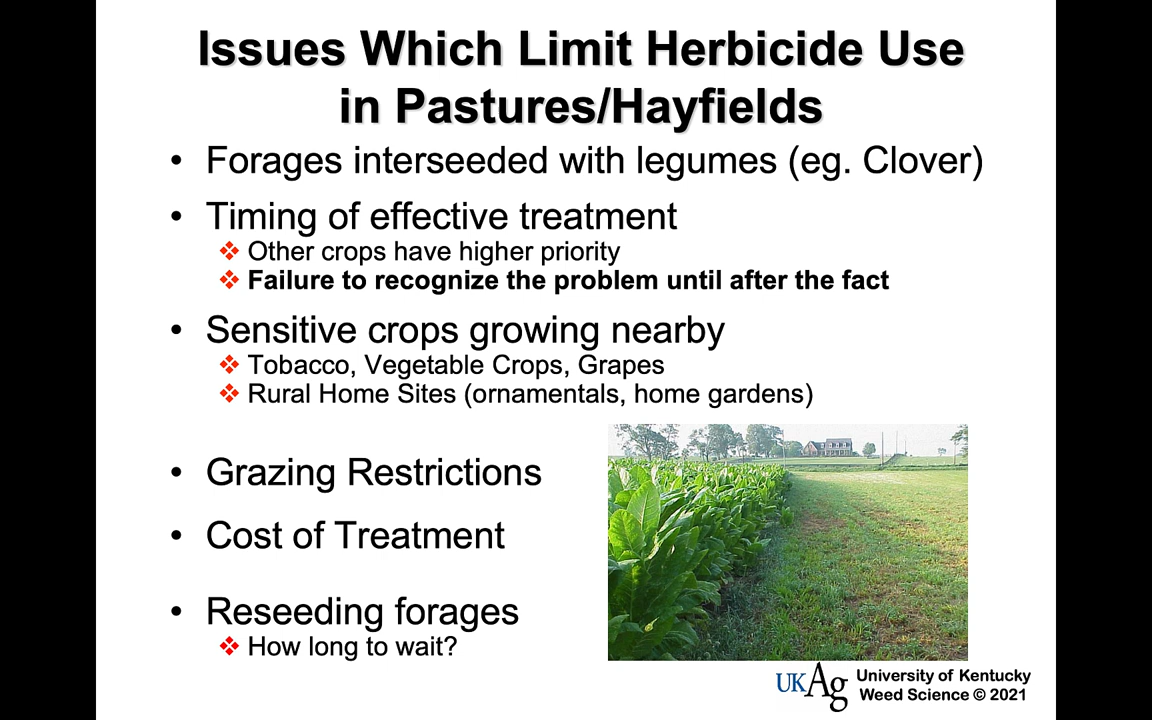 Issues Which Limit Herbicide Use
in Pastures/Hayfields
• Forages interseeded with legumes (eg. Clover)
• Timing of effective treatment
❖ Other crops have higher priority
❖ Failure to recognize the problem until after the fact
• Sensitive crops growing nearby
❖ Tobacco, Vegetable Crops, Grapes
❖ Rural Home Sites (ornamentals, home gardens)
• Grazing Restrictions
• Cost of Treatment
• Reseeding forages
❖ How long to wait?
UKAg
University of Kentucky
Weed Science © 2021